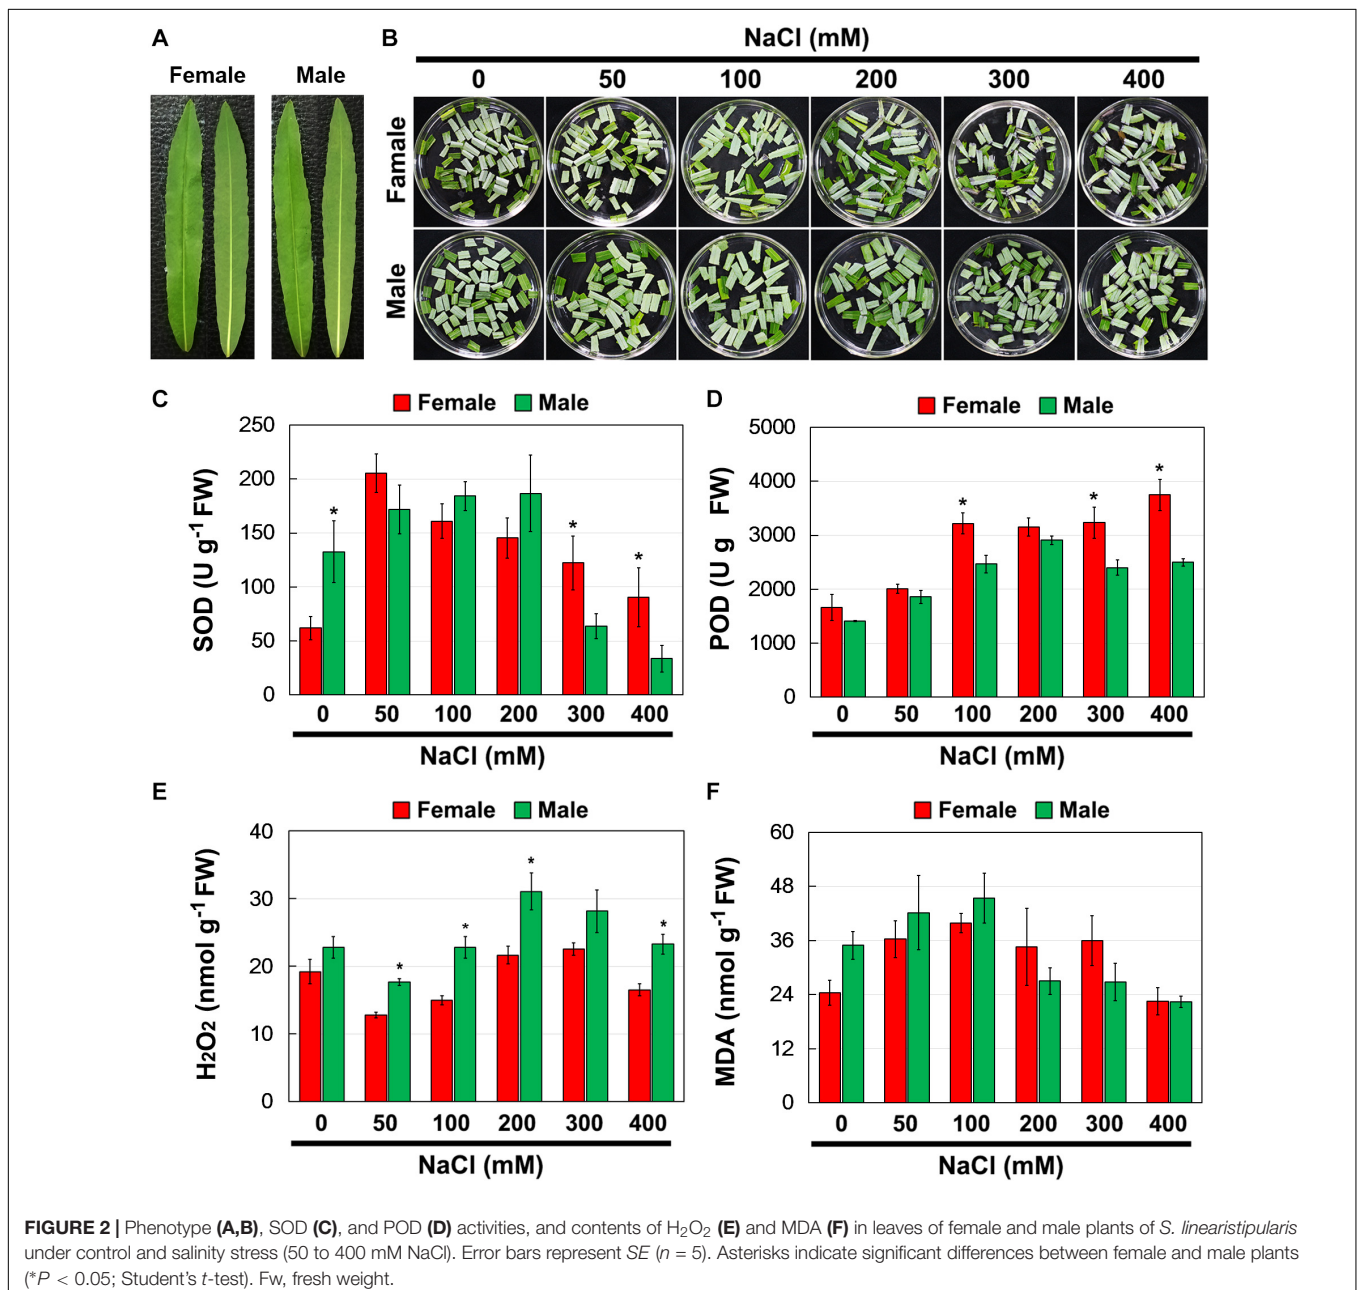 A
Female Male
B
NaCl (mM)
0 50 100 200 300 400
Famale
Male
C
Female Male
SOD (U g⁻¹ FW)
250
200
150
100
50
0
* * *
0 50 100 200 300 400
NaCl (mM)
D
Female Male
POD (U g FW)
5000
4000
3000
2000
1000
0
* * *
0 50 100 200 300 400
NaCl (mM)
E
Female Male
H₂O₂ (nmol g⁻¹ FW)
40
30
20
10
0
* * * *
0 50 100 200 300 400
NaCl (mM)
F
Female Male
MDA (nmol g⁻¹ FW)
60
48
36
24
12
0
0 50 100 200 300 400
NaCl (mM)
FIGURE 2 | Phenotype (A,B), SOD (C), and POD (D) activities, and contents of H₂O₂ (E) and MDA (F) in leaves of female and male plants of S. linearistipularis
under control and salinity stress (50 to 400 mM NaCl). Error bars represent SE (n = 5). Asterisks indicate significant differences between female and male plants
(*P < 0.05; Student's t-test). Fw, fresh weight.